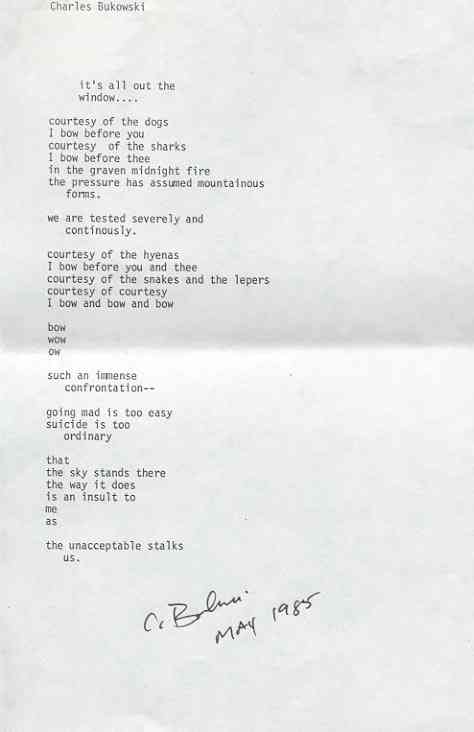 Charles Bukowski
it's all out the
window....
courtesy of the dogs
I bow before you
courtesy of the sharks
I bow before thee
in the graven midnight fire
the pressure has assumed mountainous
forms.
we are tested severely and
continously.
courtesy of the hyenas
I bow before you and thee
courtesy of the snakes and the lepers
courtesy of courtesy
I bow and bow and bow
bow
wow
ow
such an immense
confrontation--
going mad is too easy
suicide is too
ordinary
that
the sky stands there
the way it does
is an insult to
me
as
the unacceptable stalks
us.
C.
MAY 1985